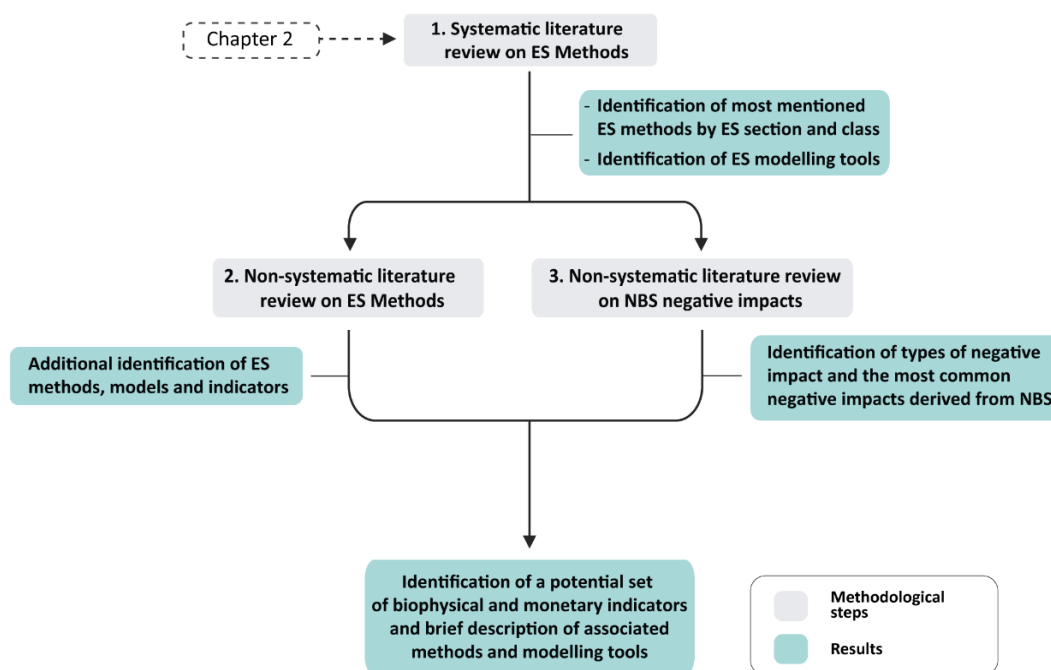 Chapter 2
1. Systematic literature
review on ES Methods
- Identification of most mentioned
ES methods by ES section and class
- Identification of ES modelling tools
2. Non-systematic literature
review on ES Methods
3. Non-systematic literature review
on NBS negative impacts
Additional identification of ES
methods, models and indicators
Identification of types of negative
impact and the most common
negative impacts derived from NBS
Identification of a potential set
of biophysical and monetary indicators
and brief description of associated
methods and modelling tools
Methodological
steps
Results